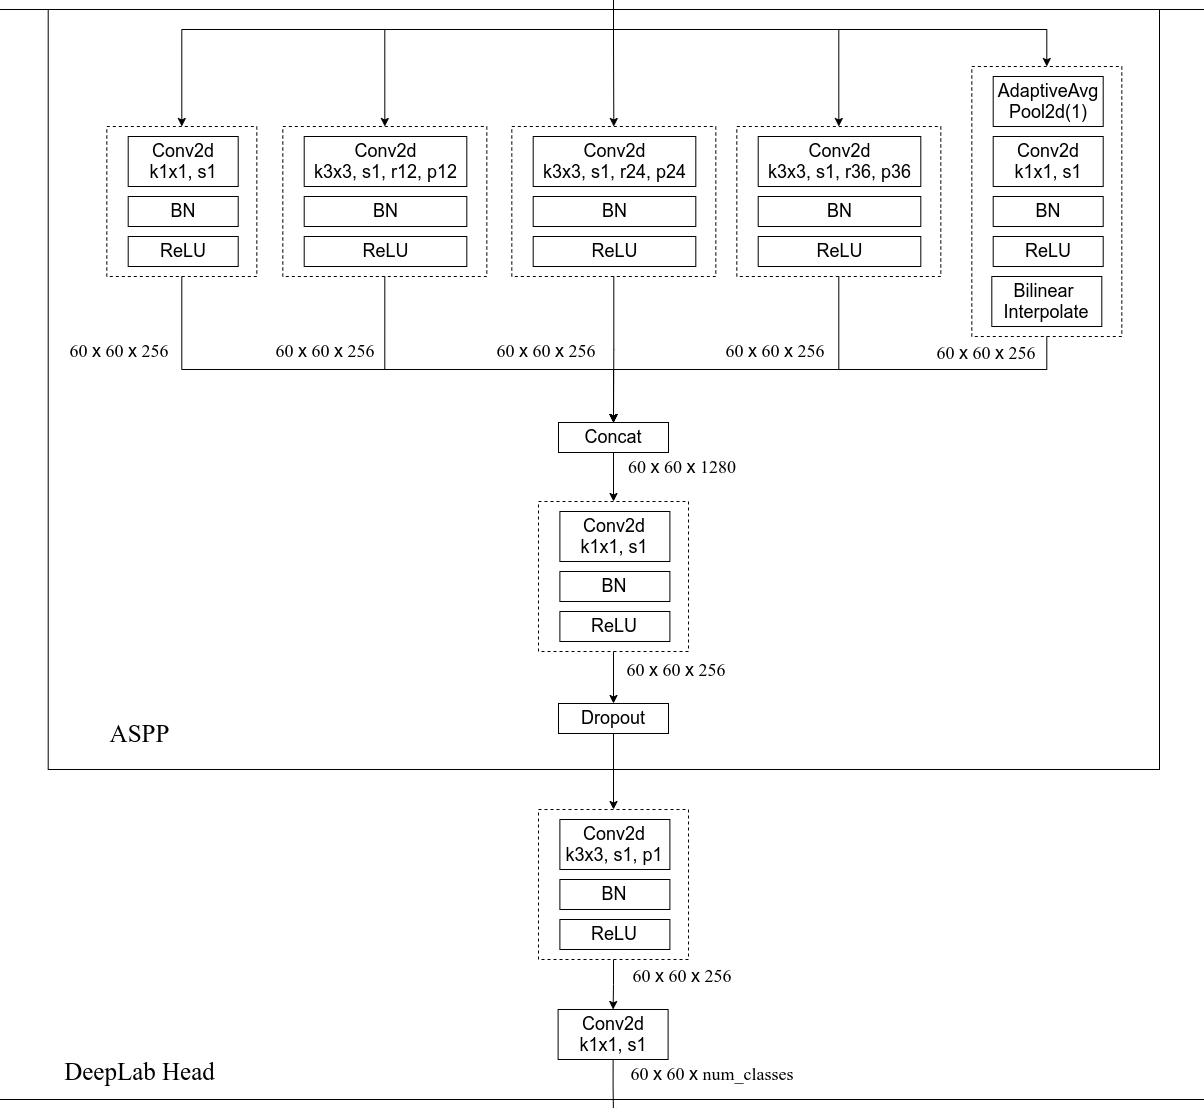 AdaptiveAvg
Pool2d(1)
Conv2d
k1x1, s1
BN
ReLU
Conv2d
k3x3, s1, r12, p12
BN
ReLU
Conv2d
k3x3, s1, r24, p24
BN
ReLU
Conv2d
k3x3, s1, r36, p36
BN
ReLU
Conv2d
k1x1, s1
BN
ReLU
Bilinear
Interpolate
60 x 60 x 256
60 x 60 x 256
60 x 60 x 256
60 x 60 x 256
60 x 60 x 256
Concat
60 x 60 x 1280
Conv2d
k1x1, s1
BN
ReLU
60 x 60 x 256
Dropout
ASPP
Conv2d
k3x3, s1, p1
BN
ReLU
60 x 60 x 256
Conv2d
k1x1, s1
DeepLab Head
60 x 60 x num_classes